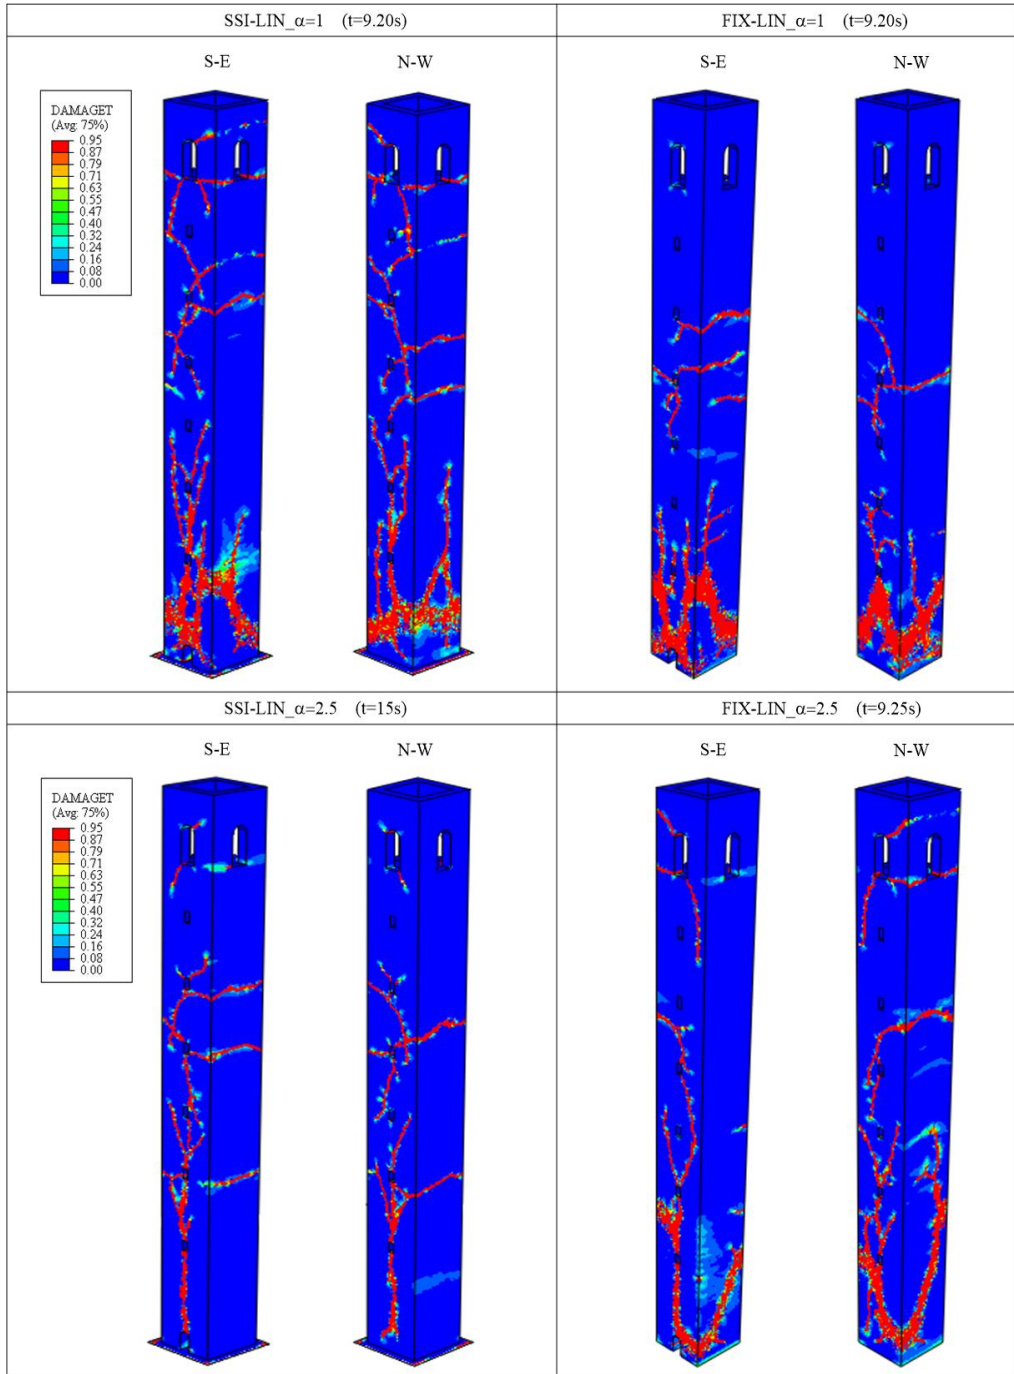 SSI-LIN_α=1 (t=9.20s)
FIX-LIN_α=1 (t=9.20s)
S-E
N-W
S-E
N-W
DAMAGET
(Avg: 75%)
0.95
0.87
0.79
0.71
0.63
0.55
0.47
0.40
0.32
0.24
0.16
0.08
0.00
SSI-LIN_α=2.5 (t=15s)
FIX-LIN_α=2.5 (t=9.25s)
S-E
N-W
S-E
N-W
DAMAGET
(Avg: 75%)
0.95
0.87
0.79
0.71
0.63
0.55
0.47
0.40
0.32
0.24
0.16
0.08
0.00